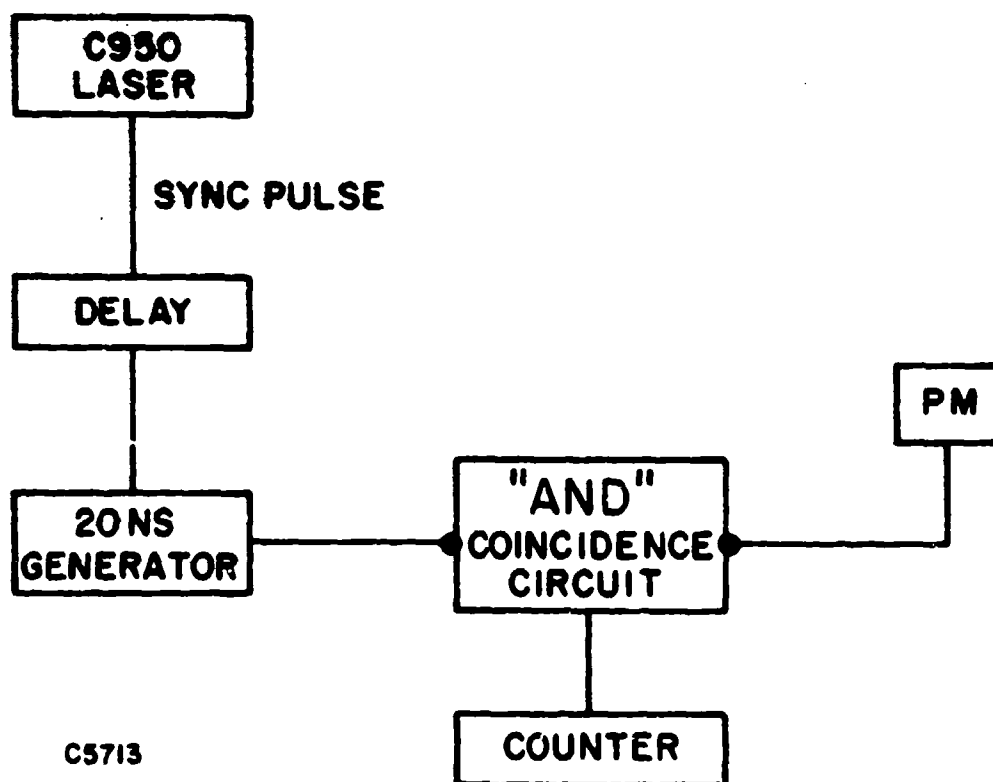 C950
LASER
SYNC PULSE
DELAY
PM
20 NS
GENERATOR
"AND"
COINCIDENCE
CIRCUIT
COUNTER
C5713